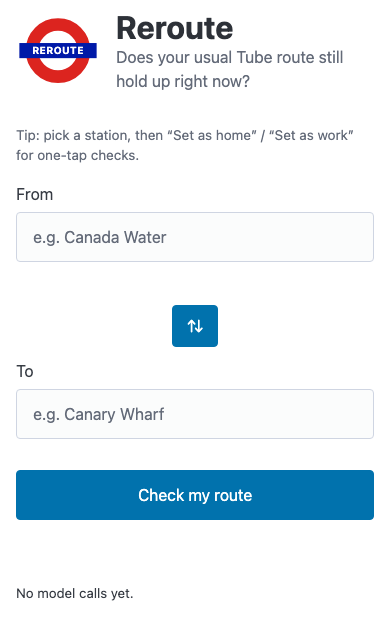 REROUTE
Reroute
Does your usual Tube route still
hold up right now?
Tip: pick a station, then “Set as home” / “Set as work”
for one-tap checks.
From
e.g. Canada Water
To
e.g. Canary Wharf
Check my route
No model calls yet.